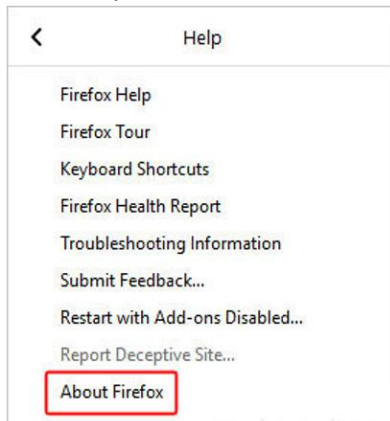 Help
Firefox Help
Firefox Tour
Keyboard Shortcuts
Firefox Health Report
Troubleshooting Information
Submit Feedback...
Restart with Add-ons Disabled...
Report Deceptive Site...
About Firefox